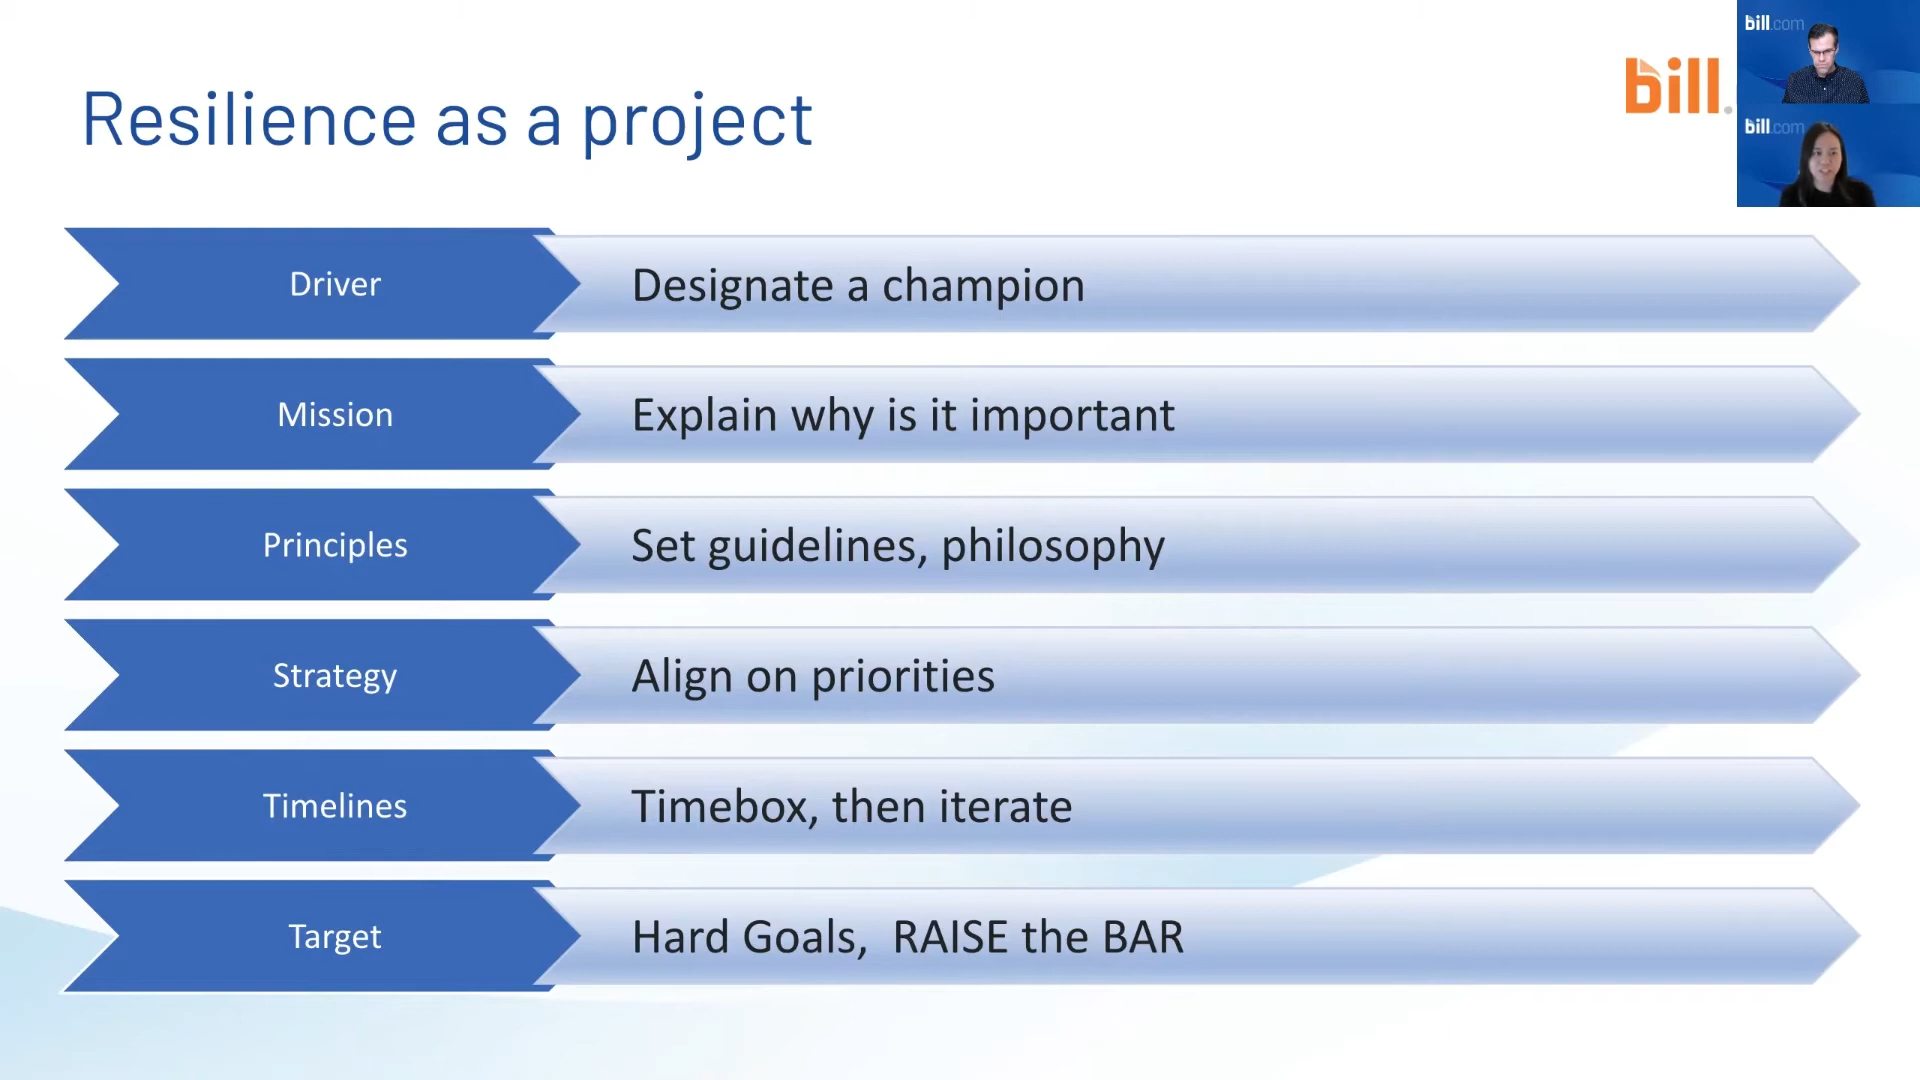 Resilience as a project
bill.
bill.com
bill.com
Driver
Designate a champion
Mission
Explain why is it important
Principles
Set guidelines, philosophy
Strategy
Align on priorities
Timelines
Timebox, then iterate
Target
Hard Goals,  RAISE the BAR